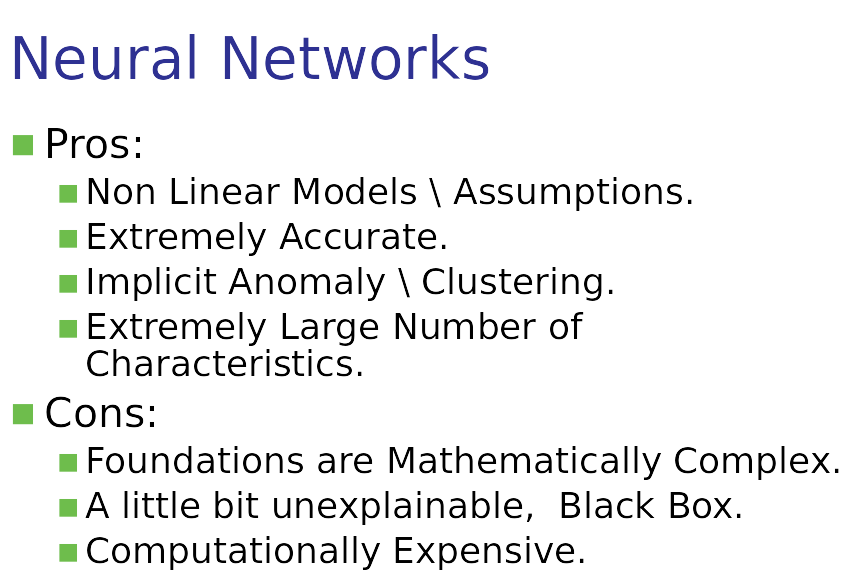 Neural Networks
Pros:
Non Linear Models \ Assumptions.
Extremely Accurate.
Implicit Anomaly \ Clustering.
Extremely Large Number of
Characteristics.
Cons:
Foundations are Mathematically Complex.
A little bit unexplainable,  Black Box.
Computationally Expensive.